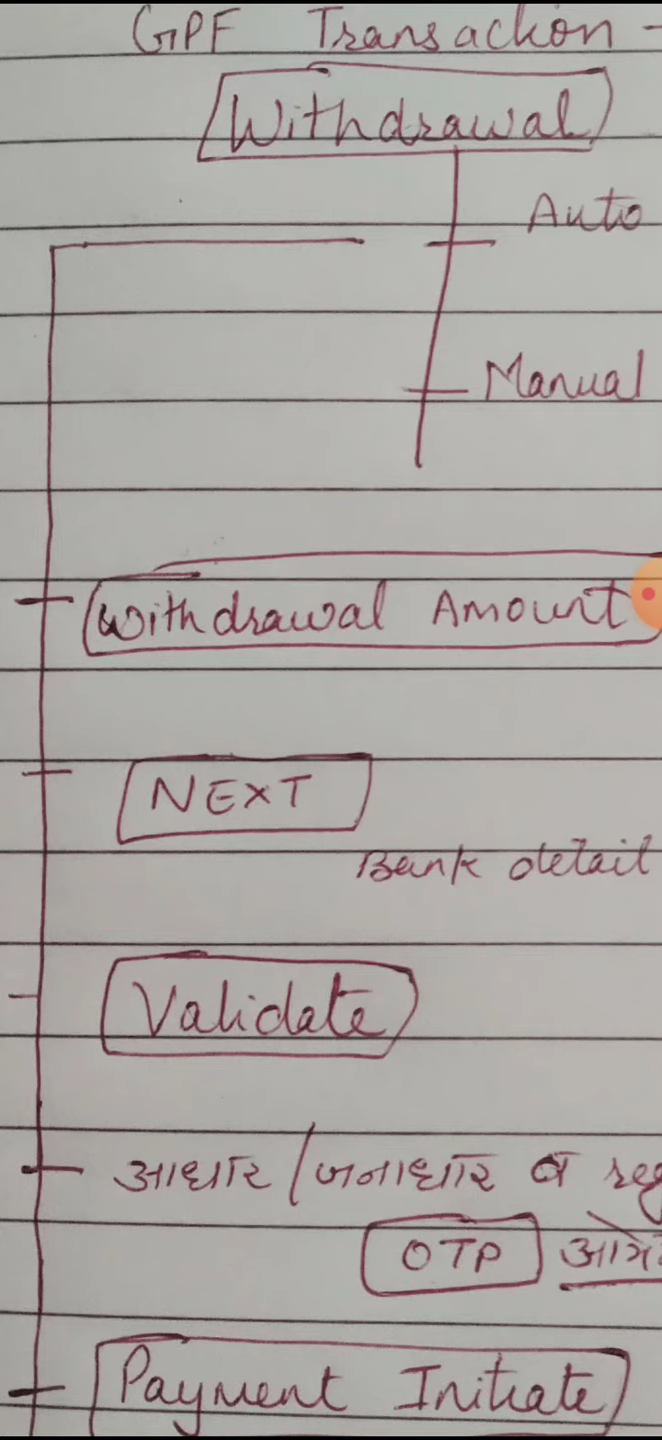 GPF Transaction -
Withdrawal
Auto
Manual
Withdrawal Amount
NEXT
Bank detail
Validate
आधार / जनाधार व
OTP
Payment Initiate